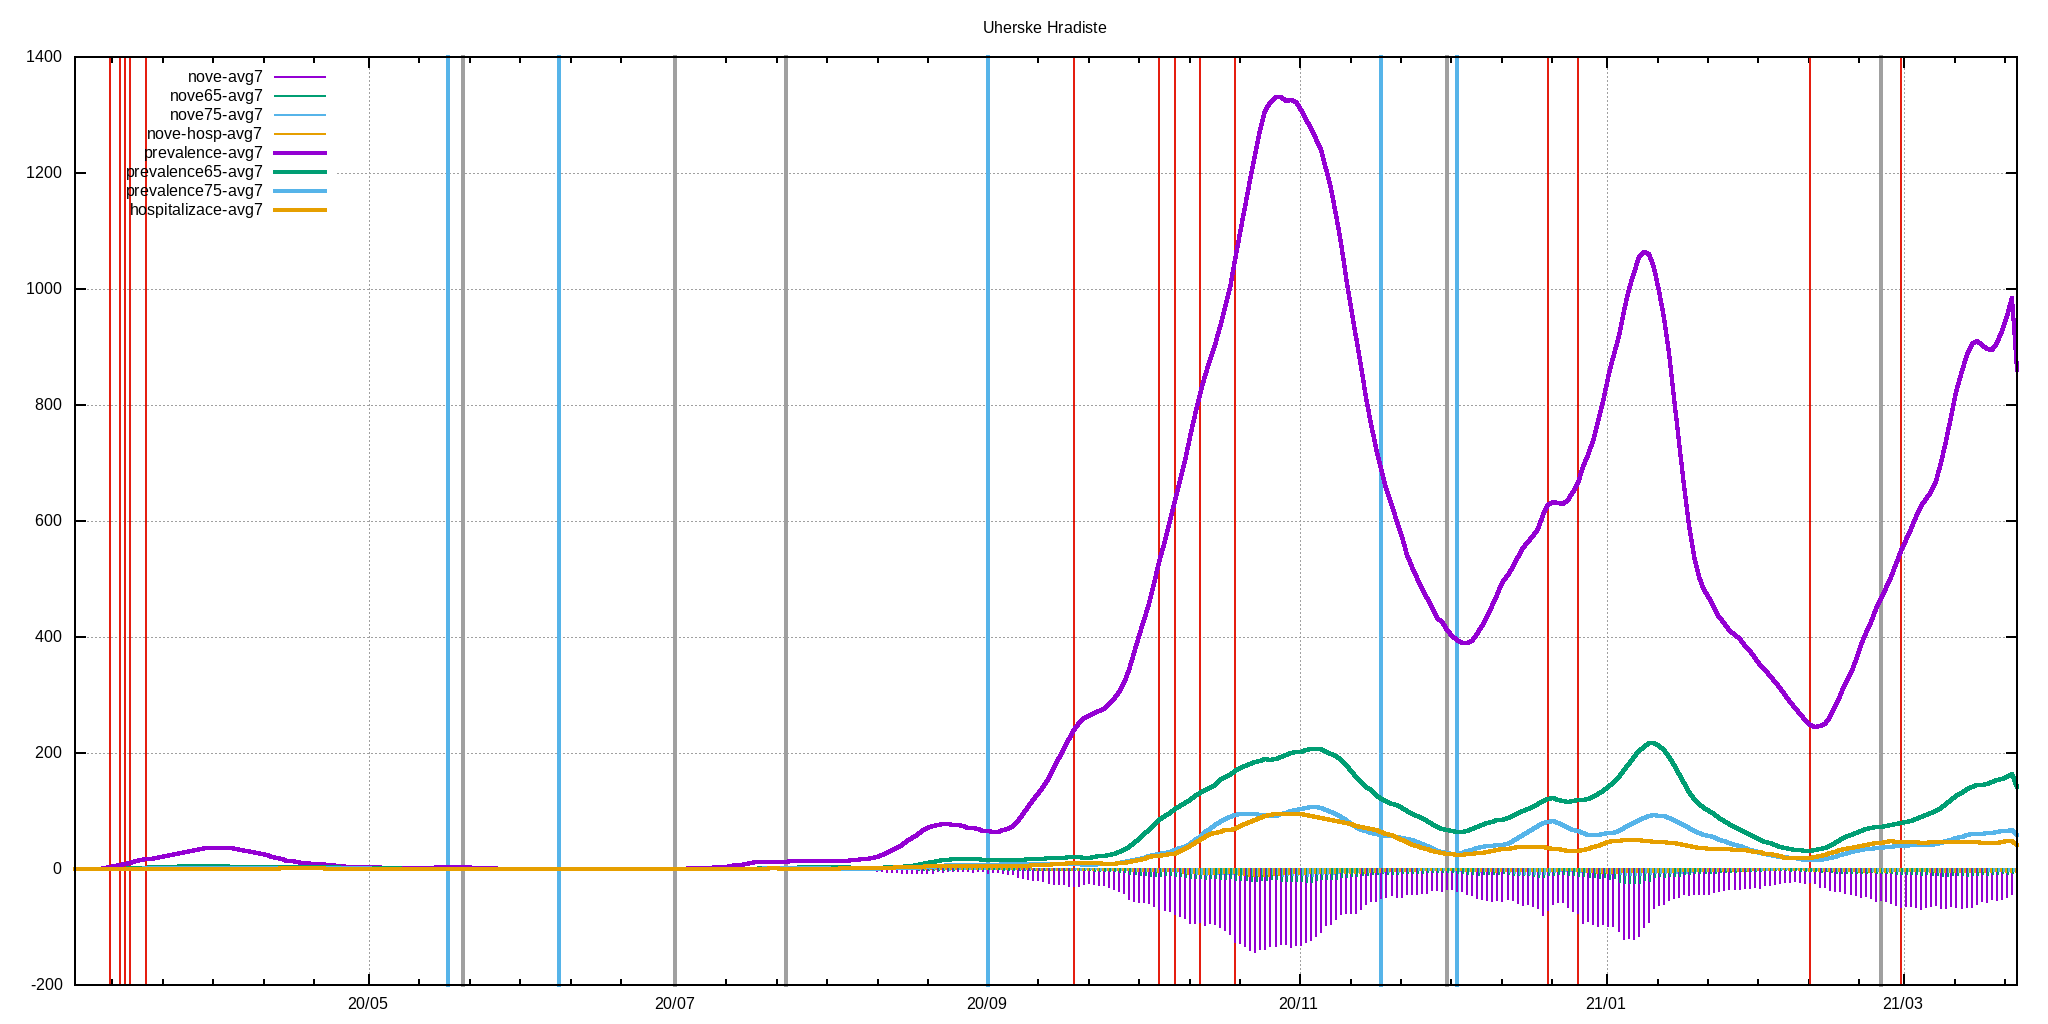 Uherske Hradiste
1400
1200
1000
800
600
400
200
0
-200
nove-avg7
nove65-avg7
nove75-avg7
nove-hosp-avg7
prevalence-avg7
prevalence65-avg7
prevalence75-avg7
hospitalizace-avg7
20/05 20/07 20/09 20/11 21/01 21/03